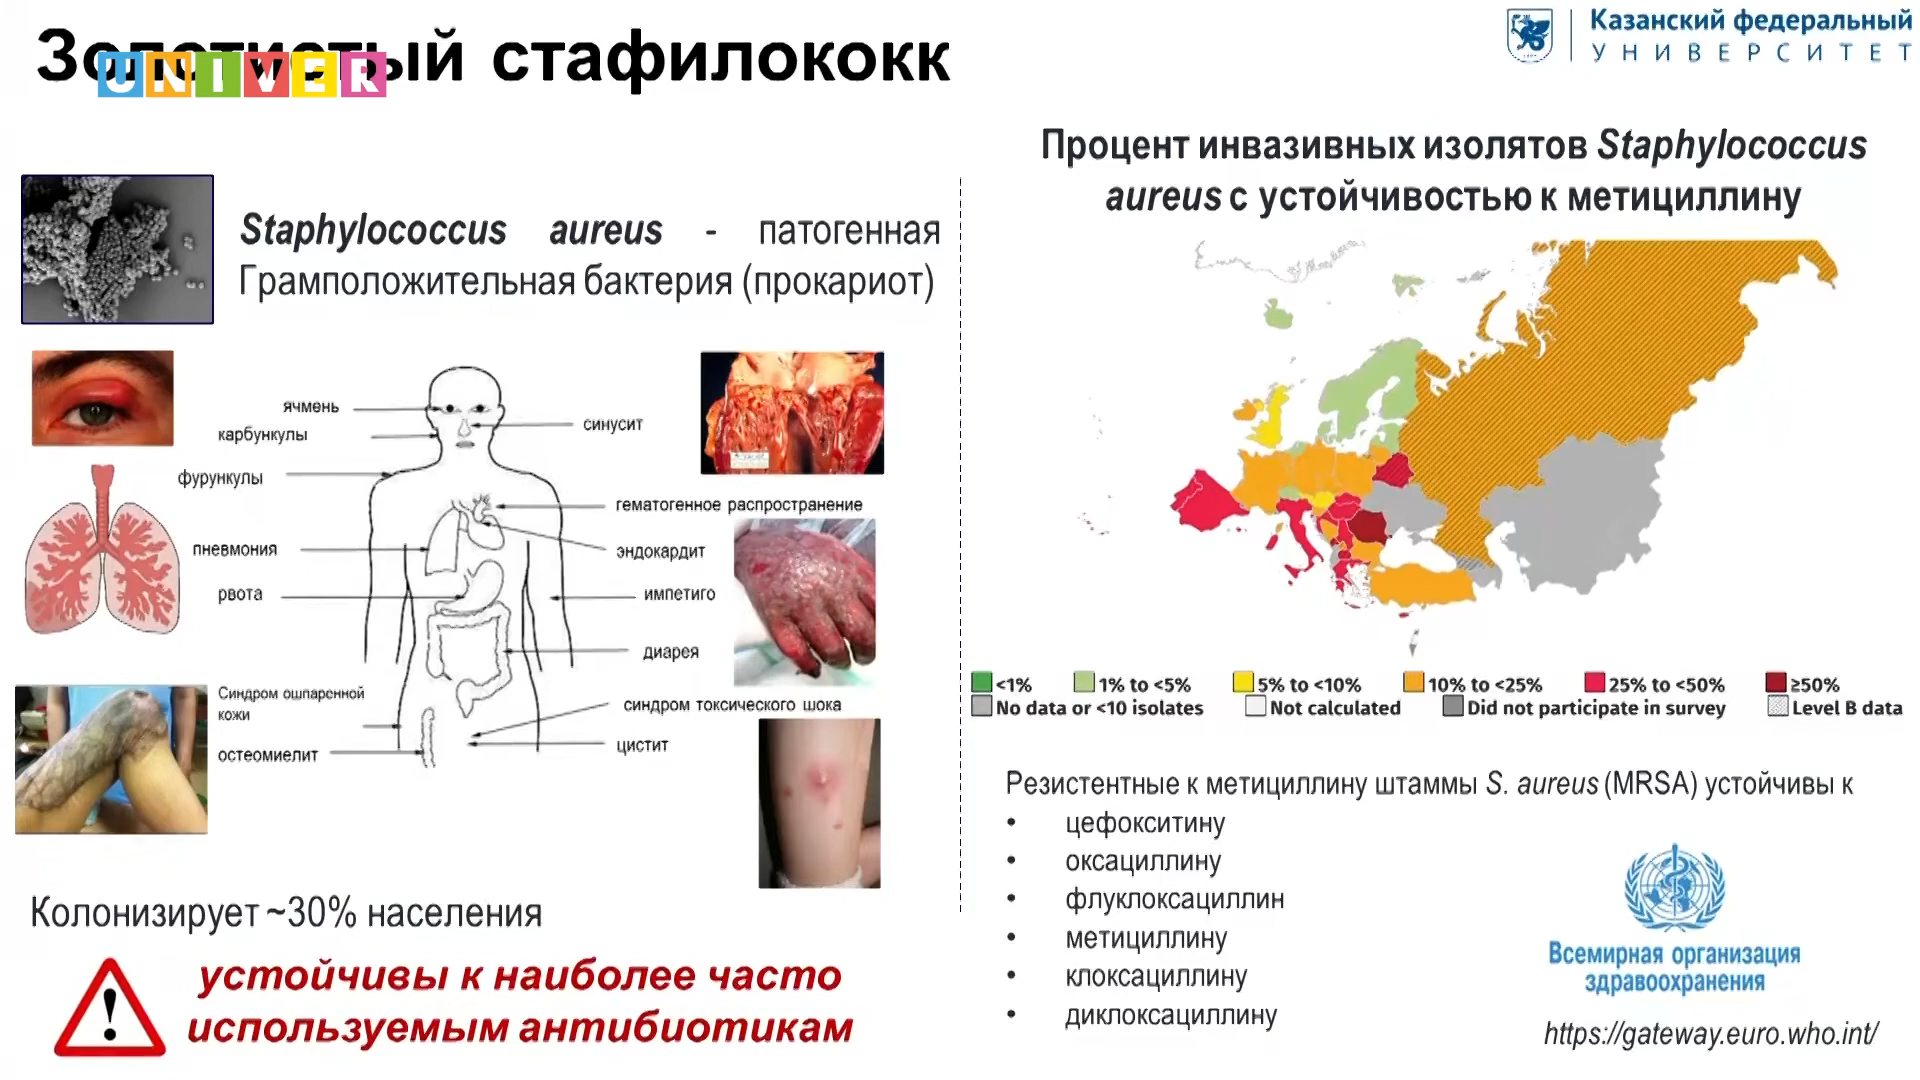 Золотистый стафилококк
UNIVER
Казанский федеральный
УНИВЕРСИТЕТ
Staphylococcus aureus - патогенная
Грамположительная бактерия (прокариот)
ячмень
карбункулы
фурункулы
пневмония
рвота
Синдром ошпаренной
кожи
остеомиелит
синусит
гематогенное распространение
эндокардит
импетиго
диарея
синдром токсического шока
цистит
Колонизирует ~30% населения
устойчивы к наиболее часто
используемым антибиотикам
Процент инвазивных изолятов Staphylococcus
aureus с устойчивостью к метициллину
<1% 1% to <5% 5% to <10% 10% to <25% 25% to <50% ≥50%
No data or <10 isolates Not calculated Did not participate in survey Level B data
Резистентные к метициллину штаммы S. aureus (MRSA) устойчивы к
• цефокситину
• оксациллину
• флуклоксациллин
• метициллину
• клоксациллину
• диклоксациллину
Всемирная организация
здравоохранения
https://gateway.euro.who.int/